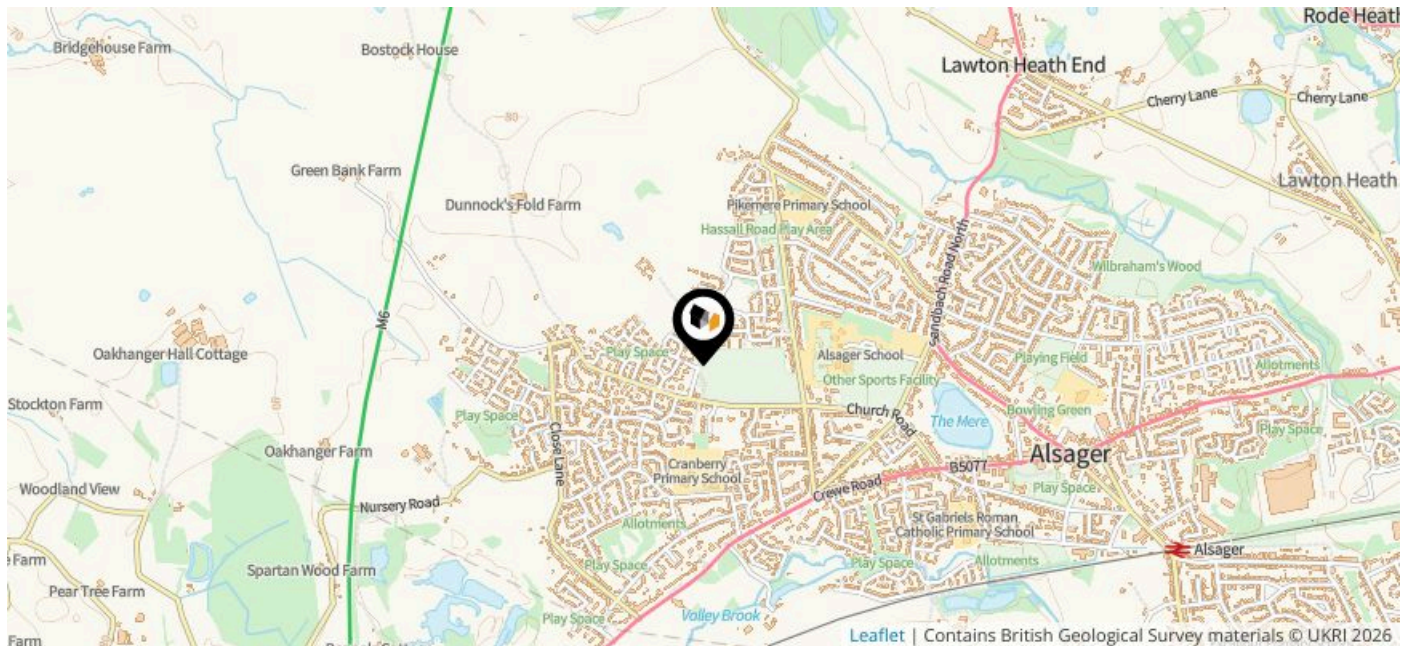 Rode Heath
Bridgehouse Farm
Bostock House
Lawton Heath End
Cherry Lane
Cherry Lane
80
Green Bank Farm
Lawton Heath
Dunnock's Fold Farm
Pikemere Primary School
Hassall Road Play Area
Sandbach Road North
Wilbraham's Wood
M6
Oakhanger Hall Cottage
Play Space
Alsager School
Playing Field
Allotments
Other Sports Facility
80
Stockton Farm
Play Space
Church Road
The Mere
Bowling Green
Play Space
Close Lane
Oakhanger Farm
Alsager
Cranberry
Primary School
B5077
Woodland View
Crewe Road
Play Space
Nursery Road
Allotments
St Gabriels Roman
Catholic Primary School
Alsager
e Farm
Play Space
Play Space
Allotments
Spartan Wood Farm
Pear Tree Farm
Play Space
Valley Brook
Farm
Leaflet | Contains British Geological Survey materials © UKRI 2026